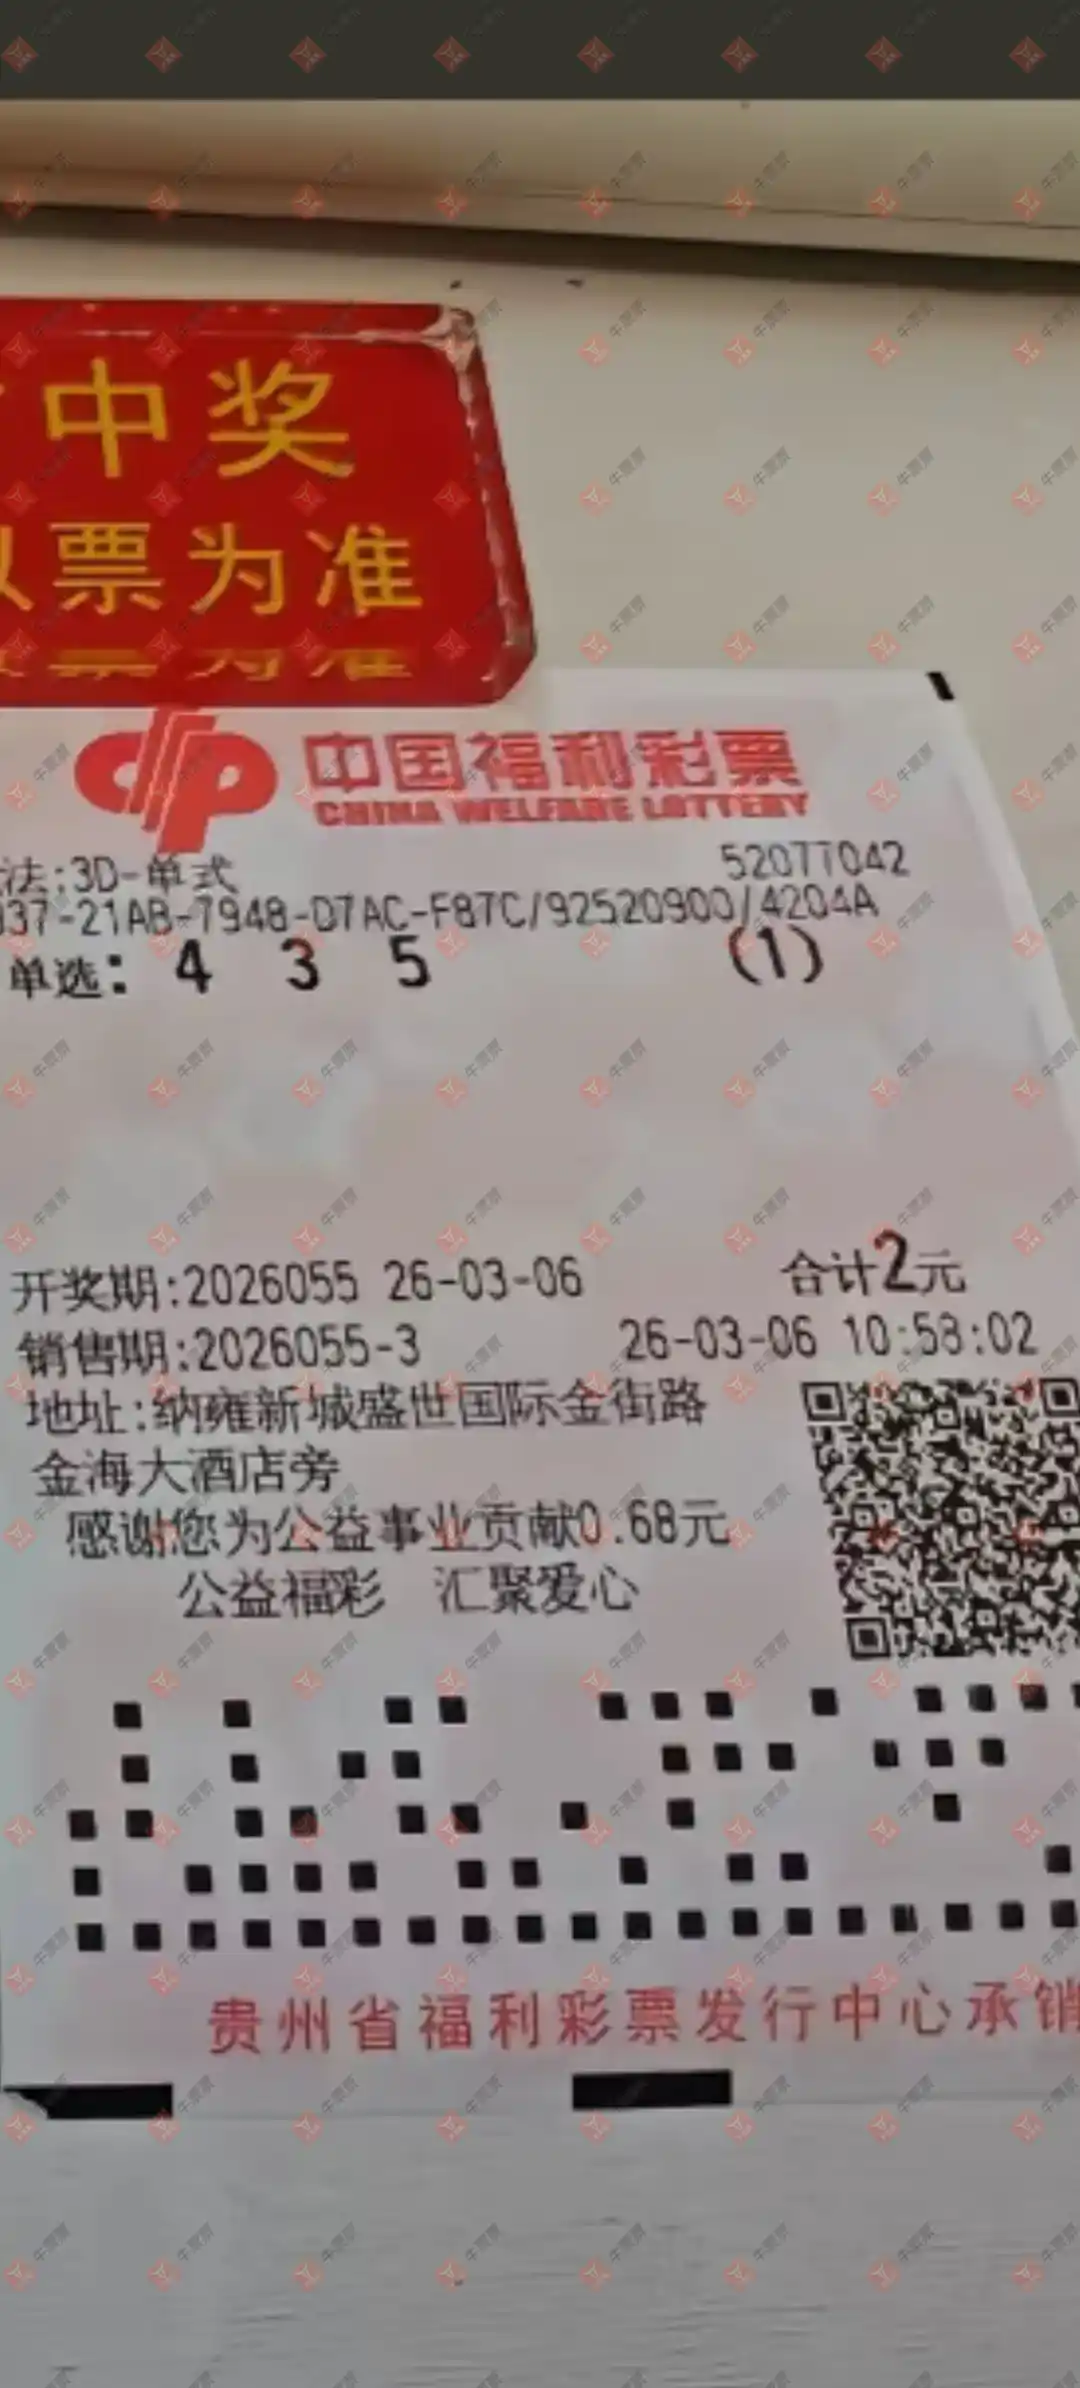 中奖
票为准
中国福利彩票
CHINA WELFARE LOTTERY
法:3D-单式 52077042
937-21AB-7948-D7AC-F87C/92520900/4204A
单选: 4 3 5 (1)
开奖期:2026055 26-03-06 合计2元
销售期:2026055-3 26-03-06 10:58:02
地址:纳雍新城盛世国际金街路
金海大酒店旁
感谢您为公益事业贡献0.68元
公益福彩 汇聚爱心
贵州省福利彩票发行中心承销
牛票票